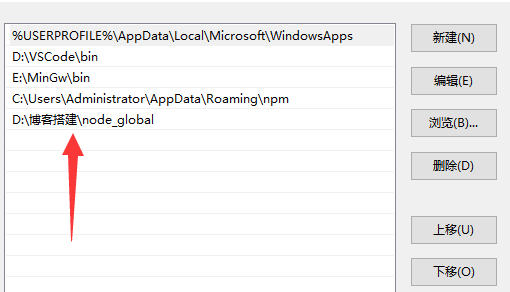 %USERPROFILE%\AppData\Local\Microsoft\WindowsApps
D:\VSCode\bin
E:\MinGw\bin
C:\Users\Administrator\AppData\Roaming\npm
D:\博客搭建\node_global
新建(N)
编辑(E)
浏览(B)...
删除(D)
上移(U)
下移(O)